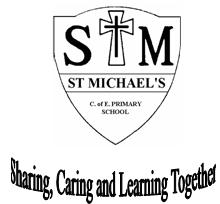 S M
ST MICHAEL'S
C. of E. PRIMARY
SCHOOL
Sharing, Caring and Learning Together